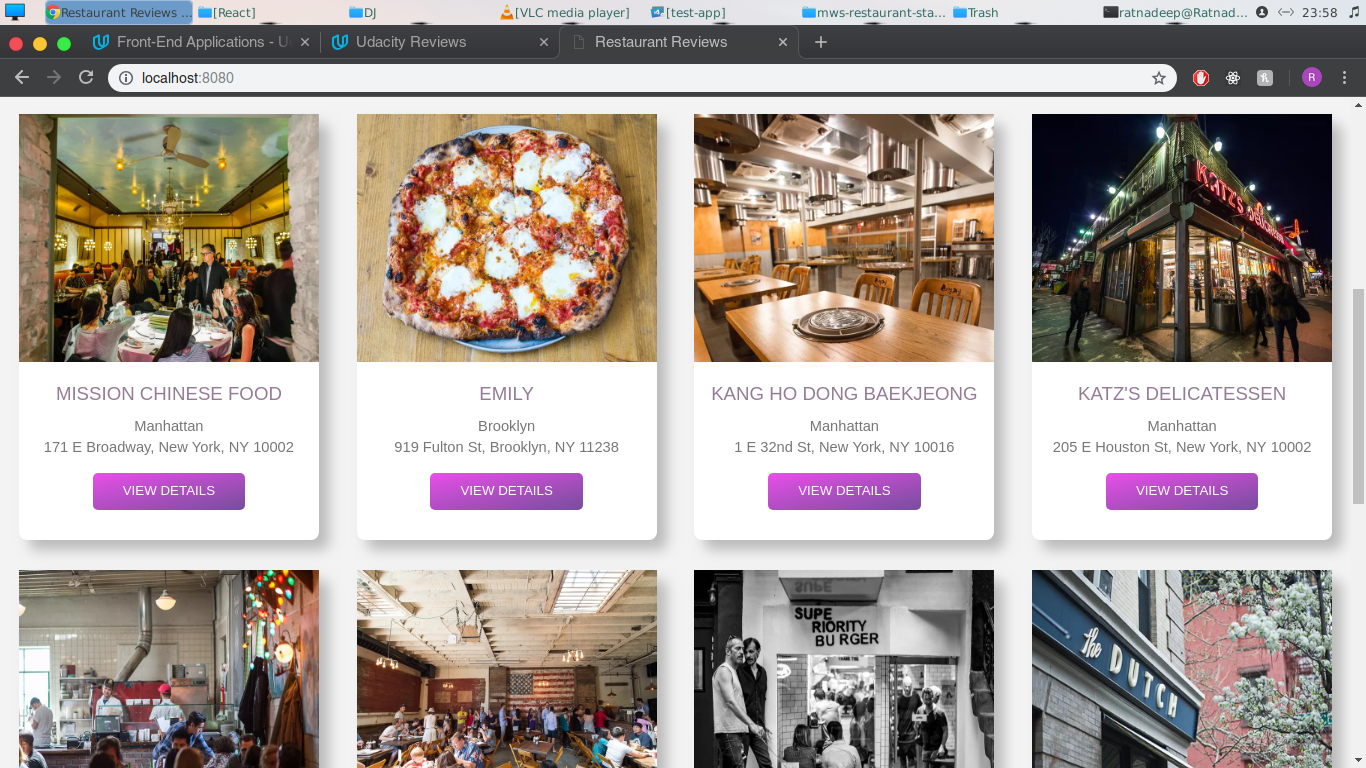 Restaurant Reviews ...
[React]
DJ
[VLC media player]
[test-app]
mws-restaurant-sta...
Trash
ratnadeep@Ratnad...
23:58
Front-End Applications - U
Udacity Reviews
Restaurant Reviews
localhost:8080
R
KATZ'S DELICATESSEN
MISSION CHINESE FOOD
EMILY
KANG HO DONG BAEKJEONG
KATZ'S DELICATESSEN
Manhattan
Brooklyn
Manhattan
Manhattan
171 E Broadway, New York, NY 10002
919 Fulton St, Brooklyn, NY 11238
1 E 32nd St, New York, NY 10016
205 E Houston St, New York, NY 10002
VIEW DETAILS
VIEW DETAILS
VIEW DETAILS
VIEW DETAILS
SUPE
RIORITY
BURGER
the DUTCH